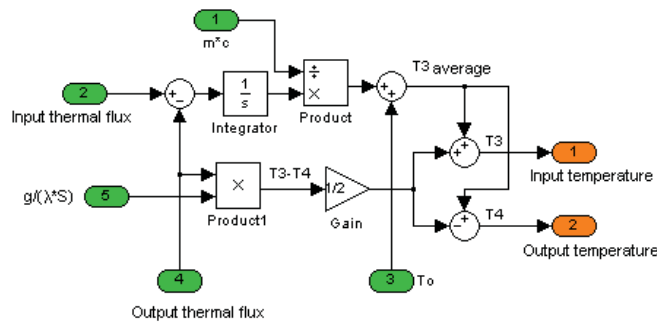 1
m*c
2
Input thermal flux
+
−
1
s
Integrator
÷
×
Product
+
+
T3 average
g/(λ*S)
5
×
Product1
T3-T4
1/2
Gain
+
+
T3
1
Input temperature
−
+
T4
2
Output temperature
4
Output thermal flux
3
To